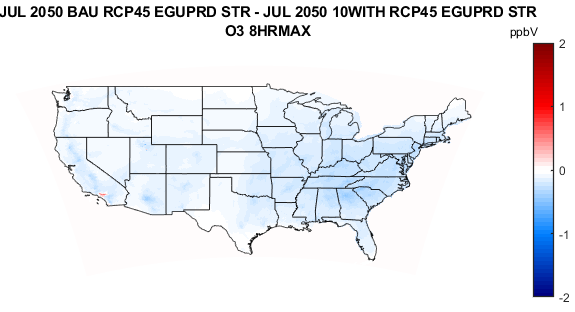 JUL 2050 BAU RCP45 EGUPRD STR - JUL 2050 10WITH RCP45 EGUPRD STR
O3 8HRMAX
ppbV
2
1
0
-1
-2